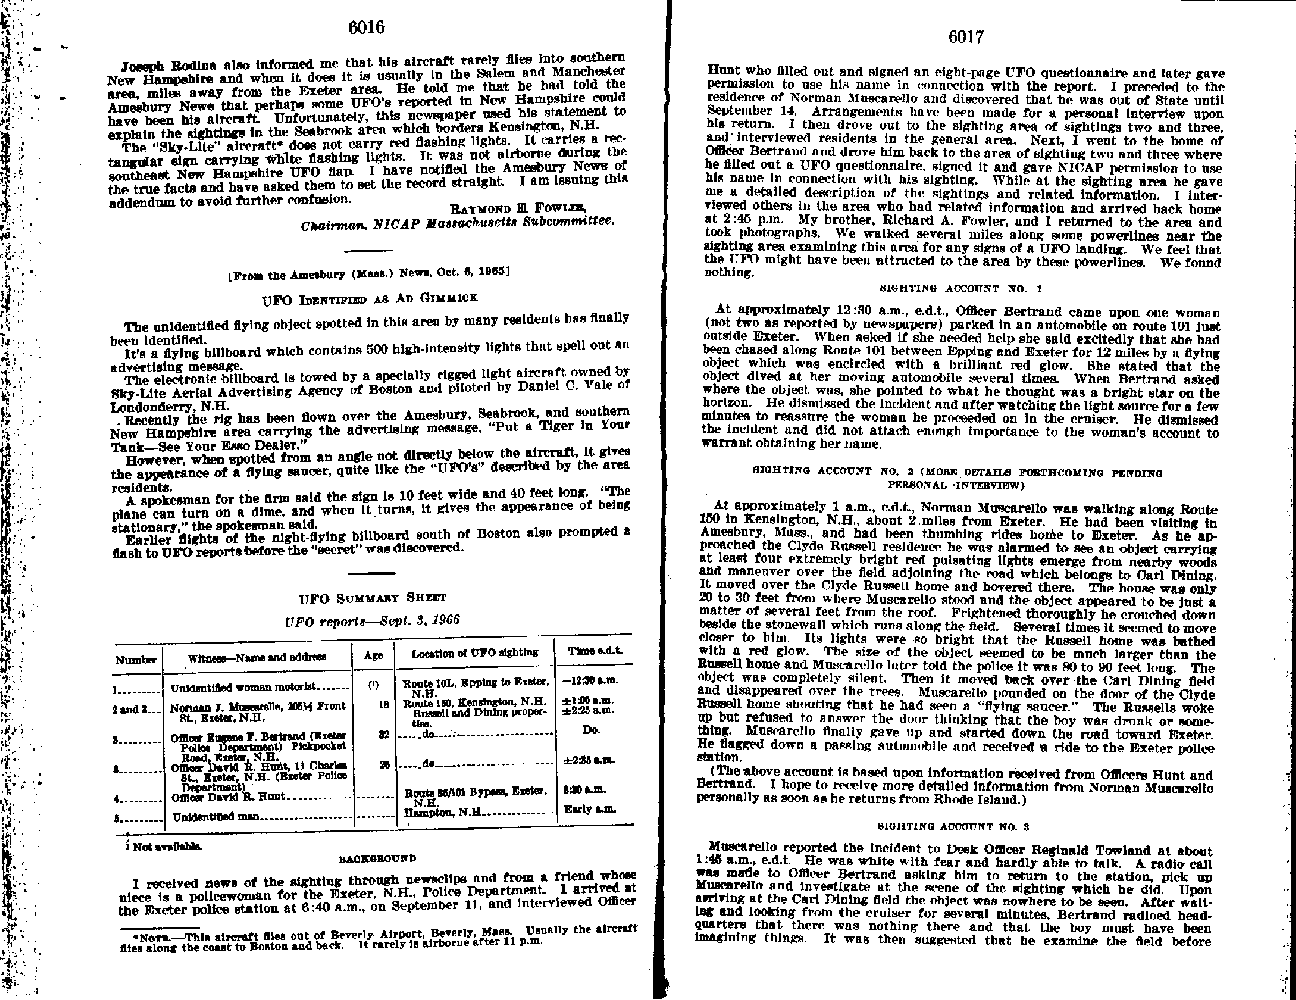 6016
Joseph Rodina also informed me that his aircraft rarely flies into southern
New Hampshire and when it does it is usually in the Salem and Manchester
area, miles away from the Exeter area. He told me that he had told the
Amesbury News that perhaps some UFO's reported in New Hampshire could
have been his aircraft. Unfortunately, this newspaper used his statement to
explain the sightings in the Seabrook area which borders Kensington, N.H.
The "Sky-Lite" aircraft* does not carry red flashing lights. It carries a rec-
tangular sign carrying white flashing lights. It was not airborne during the
southeast New Hampshire UFO flap. I have notified the Amesbury News of
the true facts and have asked them to set the record straight. I am issuing this
addendum to avoid further confusion.
RAYMOND E. FOWLER,
Chairman, NICAP Massachusetts Subcommittee.
[From the Amesbury (Mass.) News, Oct. 6, 1965]
UFO IDENTIFIED AS AD GIMMICK
The unidentified flying object spotted in this area by many residents has finally
been identified.
It's a flying billboard which contains 500 high-intensity lights that spell out an
advertising message.
The electronic billboard is towed by a specially rigged light aircraft owned by
Sky-Lite Aerial Advertising Agency of Boston and piloted by Daniel C. Vale of
Londonderry, N.H.
Recently the rig has been flown over the Amesbury, Seabrook, and southern
New Hampshire area carrying the advertising message, "Put a Tiger in Your
Tank—See Your Esso Dealer."
However, when spotted from an angle not directly below the aircraft, it gives
the appearance of a flying saucer, quite like the "UFO's" described by the area
residents.
A spokesman for the firm said the sign is 10 feet wide and 40 feet long. "The
plane can turn on a dime, and when it turns, it gives the appearance of being
stationary," the spokesman said.
Earlier flights of the night-flying billboard south of Boston also prompted a
flash to UFO reports before the "secret" was discovered.
UFO SUMMARY SHEET
UFO reports—Sept. 3, 1966
Number Witness—Name and address Age Location of UFO sighting Time e.d.t.
1 Unidentified woman motorist (¹) Route 101, Epping to Exeter, N.H. —12:30 a.m.
2 and 3 Norman J. Muscarello, 205½ Front St., Exeter, N.H. 18 Route 150, Kensington, N.H. Russell and Dining properties. ±1:00 a.m. ±2:25 a.m.
3 Officer Eugene F. Bertrand (Exeter Police Department) Pickpocket Road, Exeter, N.H. 32 do Do.
3 Officer David R. Hunt, 11 Charles St., Exeter, N.H. (Exeter Police Department) do ±2:55 a.m.
4 Officer David R. Hunt Route 86/101 Bypass, Exeter, N.H. 3:30 a.m.
5 Unidentified man Hampton, N.H. Early a.m.
¹ Not available.
BACKGROUND
I received news of the sighting through newsclips and from a friend whose
niece is a policewoman for the Exeter, N.H., Police Department. I arrived at
the Exeter police station at 6:40 a.m., on September 11, and interviewed Officer
*NOTE.—This aircraft flies out of Beverly Airport, Beverly, Mass. Usually the aircraft
flies along the coast to Boston and back. It rarely is airborne after 11 p.m.
6017
Hunt who filled out and signed an eight-page UFO questionnaire and later gave
permission to use his name in connection with the report. I preceded to the
residence of Norman Muscarello and discovered that he was out of State until
September 14. Arrangements have been made for a personal interview upon
his return. I then drove out to the sighting area of sightings two and three,
and interviewed residents in the general area. Next, I went to the home of
Officer Bertrand and drove him back to the area of sighting two and three where
he filled out a UFO questionnaire, signed it and gave NICAP permission to use
his name in connection with his sighting. While at the sighting area he gave
me a detailed description of the sightings and related information. I inter-
viewed others in the area who had related information and arrived back home
at 2:45 p.m. My brother, Richard A. Fowler, and I returned to the area and
took photographs. We walked several miles along some powerlines near the
sighting area examining this area for any signs of a UFO landing. We feel that
the UFO might have been attracted to the area by these powerlines. We found
nothing.
SIGHTING ACCOUNT NO. 1
At approximately 12:30 a.m., e.d.t., Officer Bertrand came upon one woman
(not two as reported by newspapers) parked in an automobile on route 101 just
outside Exeter. When asked if she needed help she said excitedly that she had
been chased along Route 101 between Epping and Exeter for 12 miles by a flying
object which was encircled with a brilliant red glow. She stated that the
object dived at her moving automobile several times. When Bertrand asked
where the object was, she pointed to what he thought was a bright star on the
horizon. He dismissed the incident and after watching the light source for a few
minutes to reassure the woman he proceeded on in the cruiser. He dismissed
the incident and did not attach enough importance to the woman's account to
warrant obtaining her name.
SIGHTING ACCOUNT NO. 2 (MORE DETAILS FORTHCOMING PENDING
PERSONAL INTERVIEW)
At approximately 1 a.m., e.d.t., Norman Muscarello was walking along Route
150 in Kensington, N.H., about 2 miles from Exeter. He had been visiting in
Amesbury, Mass., and had been thumbing rides home to Exeter. As he ap-
proached the Clyde Russell residence he was alarmed to see an object carrying
at least four extremely bright red pulsating lights emerge from nearby woods
and maneuver over the field adjoining the road which belongs to Carl Dining.
It moved over the Clyde Russell home and hovered there. The house was only
20 to 30 feet from where Muscarello stood and the object appeared to be just a
matter of several feet from the roof. Frightened thoroughly he crouched down
beside the stonewall which runs along the field. Several times it seemed to move
closer to him. Its lights were so bright that the Russell home was bathed
with a red glow. The size of the object seemed to be much larger than the
Russell home and Muscarello later told the police it was 80 to 90 feet long. The
object was completely silent. Then it moved back over the Carl Dining field
and disappeared over the trees. Muscarello pounded on the door of the Clyde
Russell home shouting that he had seen a "flying saucer." The Russells woke
up but refused to answer the door thinking that the boy was drunk or some-
thing. Muscarello finally gave up and started down the road toward Exeter.
He flagged down a passing automobile and received a ride to the Exeter police
station.
(The above account is based upon information received from Officers Hunt and
Bertrand. I hope to receive more detailed information from Norman Muscarello
personally as soon as he returns from Rhode Island.)
SIGHTING ACCOUNT NO. 3
Muscarello reported the incident to Desk Officer Reginald Towland at about
1:45 a.m., e.d.t. He was white with fear and hardly able to talk. A radio call
was made to Officer Bertrand asking him to return to the station, pick up
Muscarello and investigate at the scene of the sighting which he did. Upon
arriving at the Carl Dining field the object was nowhere to be seen. After wait-
ing and looking from the cruiser for several minutes, Bertrand radioed head-
quarters that there was nothing there and that the boy must have been
imagining things. It was then suggested that he examine the field before